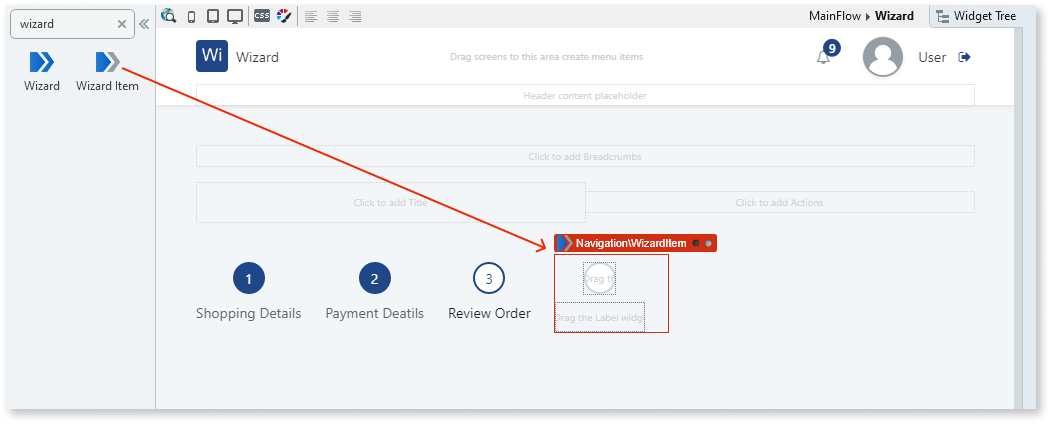 wizard
Wizard
Wizard Item
CSS
MainFlow Wizard
Widget Tree
Wi Wizard
Drag screens to this area create menu items
9
User
Header content placeholder
Click to add Breadcrumbs
Click to add Title
Click to add Actions
Navigation\WizardItem
1
Shopping Details
2
Payment Deatils
3
Review Order
Drag t
Drag the Label widg